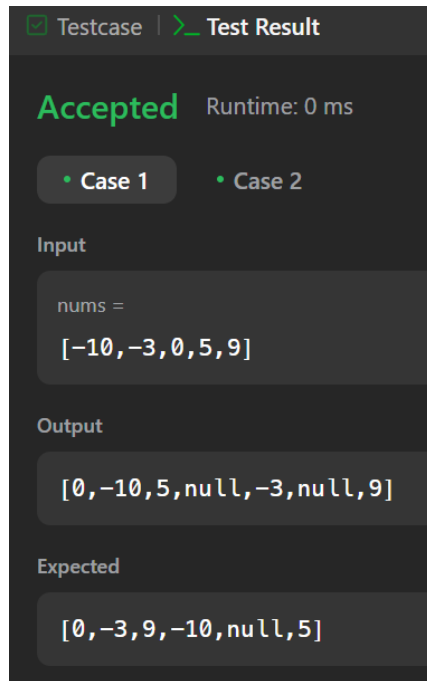 Testcase | >_ Test Result
Accepted Runtime: 0 ms
• Case 1 • Case 2
Input
nums =
[-10,-3,0,5,9]
Output
[0,-10,5,null,-3,null,9]
Expected
[0,-3,9,-10,null,5]